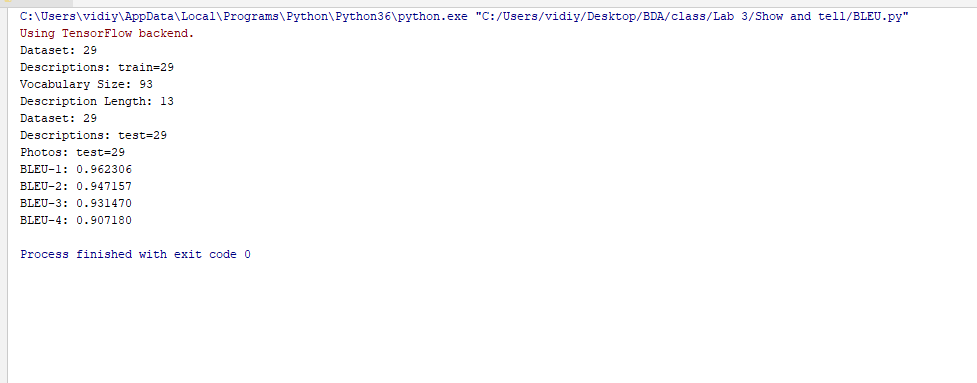 C:\Users\vidiy\AppData\Local\Programs\Python\Python36\python.exe "C:/Users/vidiy/Desktop/BDA/class/Lab 3/Show and tell/BLEU.py"
Using TensorFlow backend.
Dataset: 29
Descriptions: train=29
Vocabulary Size: 93
Description Length: 13
Dataset: 29
Descriptions: test=29
Photos: test=29
BLEU-1: 0.962306
BLEU-2: 0.947157
BLEU-3: 0.931470
BLEU-4: 0.907180
Process finished with exit code 0